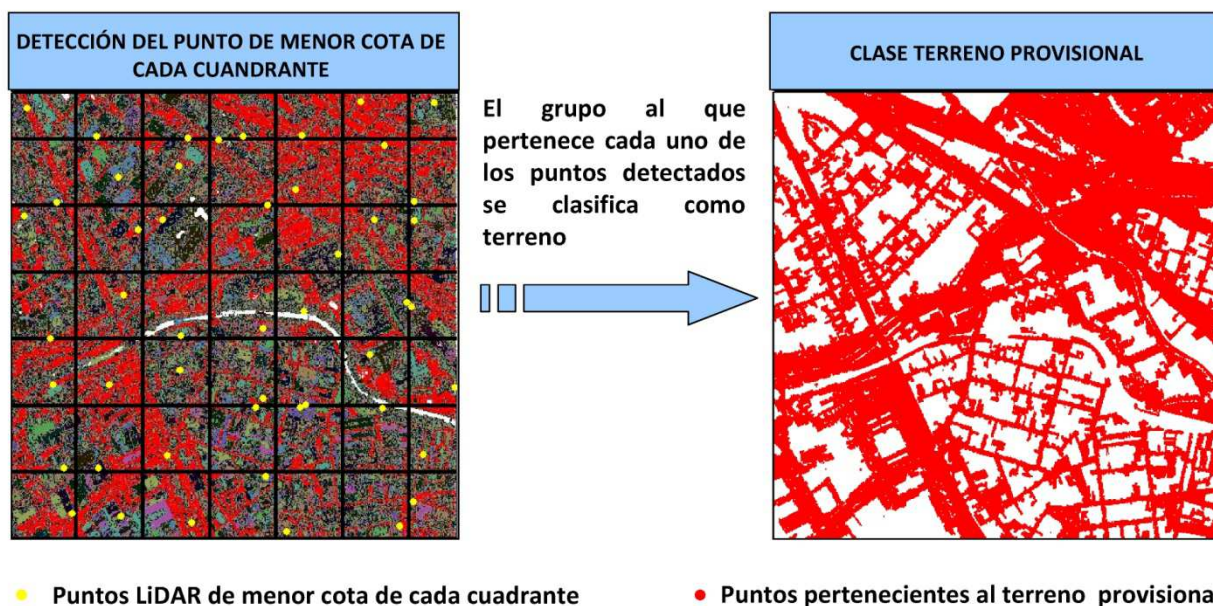 DETECCIÓN DEL PUNTO DE MENOR COTA DE
CADA CUANDRANTE
El grupo al que
pertenece cada uno de
los puntos detectados
se clasifica como
terreno
CLASE TERRENO PROVISIONAL
Puntos LiDAR de menor cota de cada cuadrante
Puntos pertenecientes al terreno provisiona